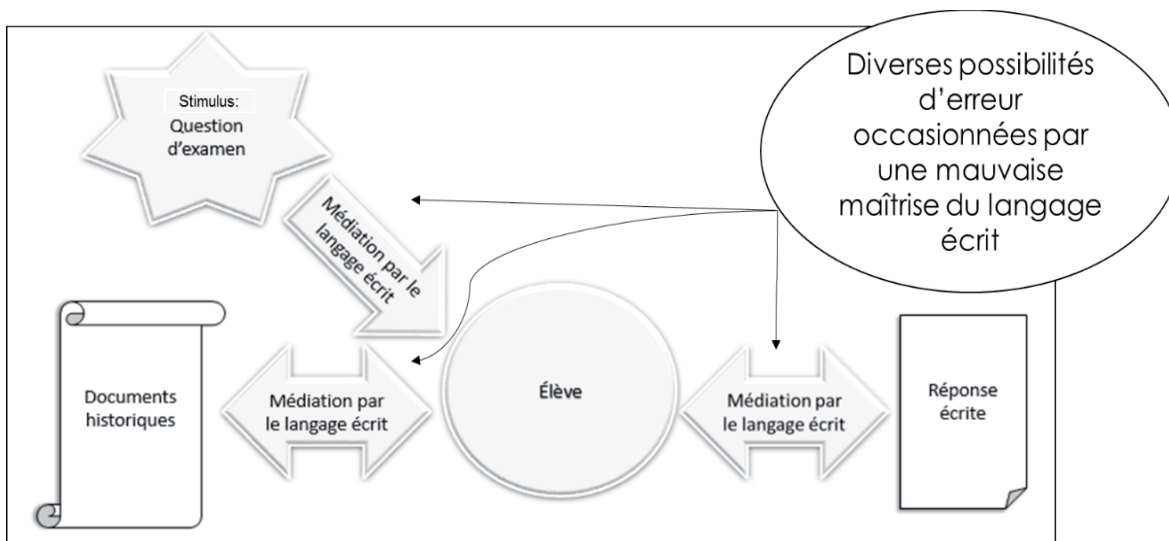 Stimulus:
Question
d'examen
Diverses possibilités
d'erreur
occasionnées par
une mauvaise
maîtrise du langage
écrit
Médiation par le
langage écrit
Documents
historiques
Médiation par
le langage écrit
Élève
Médiation par
le langage écrit
Réponse
écrite